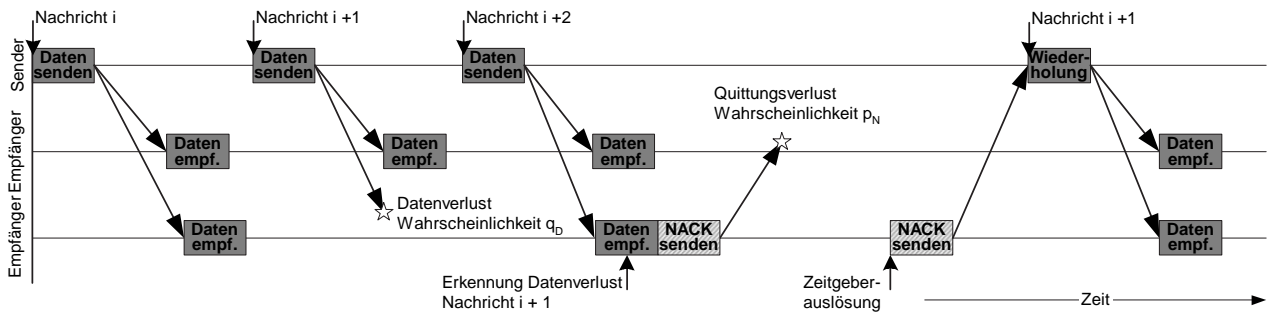 Nachricht i
Nachricht i +1
Nachricht i +2
Nachricht i +1
Sender
Daten
senden
Daten
senden
Daten
senden
Wieder-
holung
Quittungsverlust
Wahrscheinlichkeit p_N
Empfänger
Daten
empf.
Daten
empf.
Daten
empf.
Daten
empf.
Datenverlust
Wahrscheinlichkeit q_D
Empfänger
Daten
empf.
Daten
empf.
NACK
senden
NACK
senden
Daten
empf.
Erkennung Datenverlust
Nachricht i + 1
Zeitgeber-
auslösung
Zeit